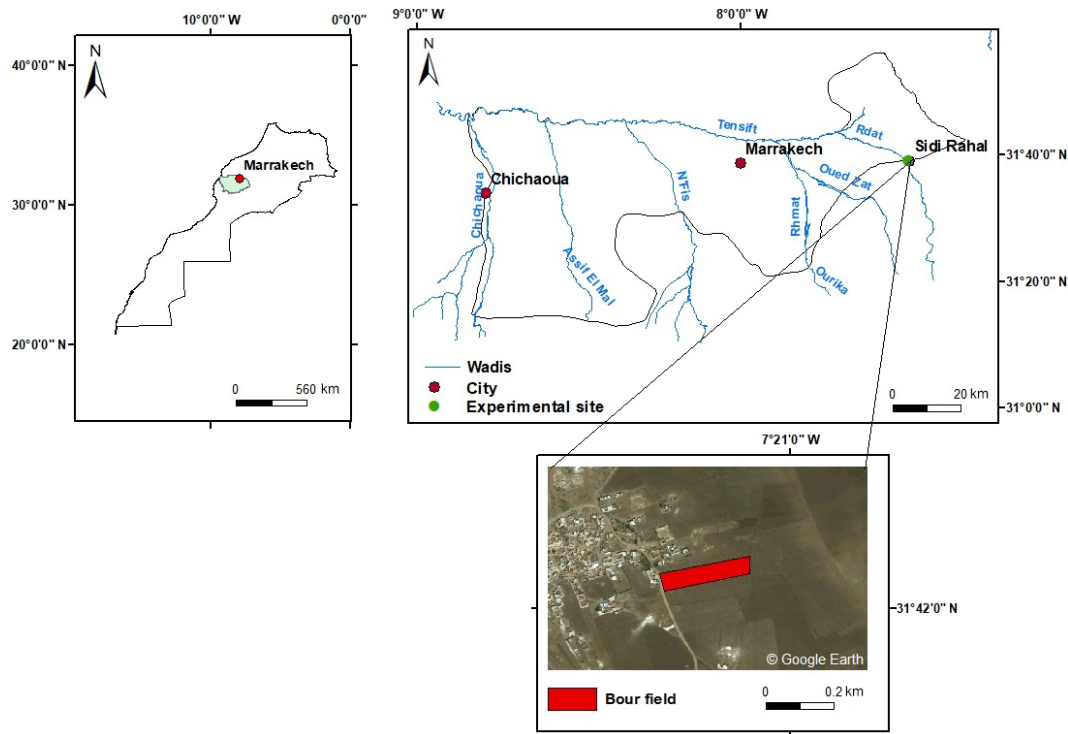 10°0'0" W
0°0'0"
N
40°0'0" N
30°0'0" N
20°0'0" N
Marrakech
0
560 km
9°0'0" W
8°0'0" W
N
Tensift
Rdat
Sidi Rahal
31°40'0" N
Marrakech
Oued Zat
Chichaoua
Chichaoua
N'Fis
Rhmat
Assif El Mal
Ourika
31°20'0" N
Wadis
City
Experimental site
0
20 km
31°0'0" N
7°21'0" W
31°42'0" N
© Google Earth
Bour field
0
0.2 km